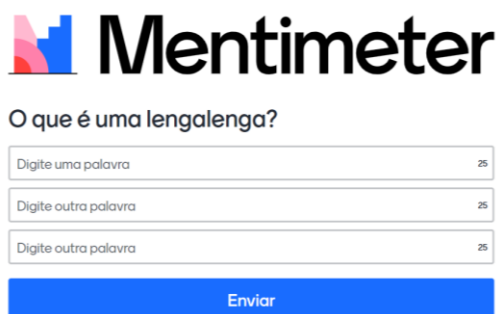 Mentimeter
O que é uma lengalenga?
Digite uma palavra 25
Digite outra palavra 25
Digite outra palavra 25
Enviar